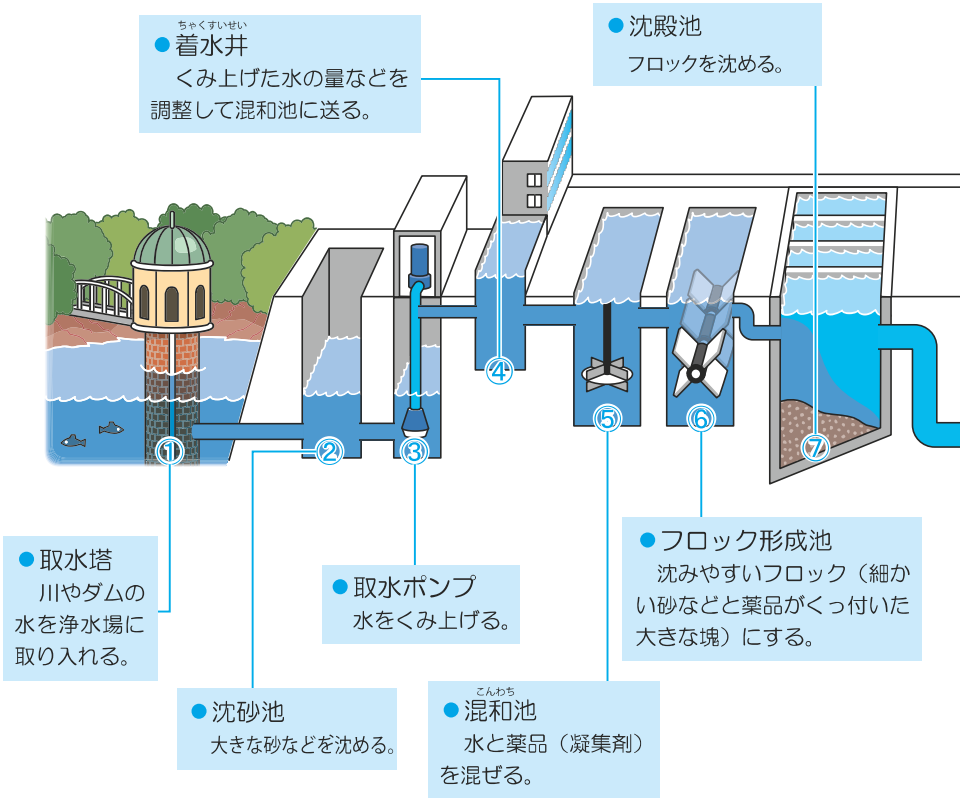 ちゃくすいせい
●着水井
くみ上げた水の量などを
調整して混和池に送る。
●沈殿池
フロックを沈める。
①
②
③
④
⑤
⑥
⑦
●取水塔
川やダムの
水を浄水場に
取り入れる。
●取水ポンプ
水をくみ上げる。
●フロック形成池
沈みやすいフロック（細か
い砂などと薬品がくっ付いた
大きな塊）にする。
●沈砂池
大きな砂などを沈める。
こんわち
●混和池
水と薬品（凝集剤）
を混ぜる。